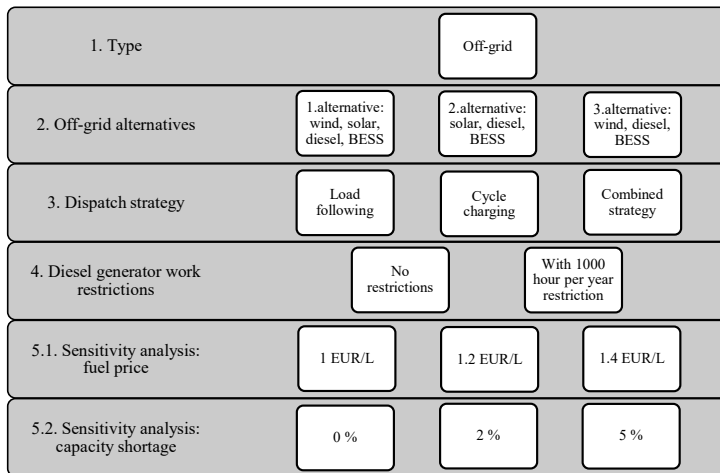 1. Type
Off-grid
2. Off-grid alternatives
1.alternative:
wind, solar,
diesel, BESS
2.alternative:
solar, diesel,
BESS
3.alternative:
wind, diesel,
BESS
3. Dispatch strategy
Load
following
Cycle
charging
Combined
strategy
4. Diesel generator work
restrictions
No
restrictions
With 1000
hour per year
restriction
5.1. Sensitivity analysis:
fuel price
1 EUR/L
1.2 EUR/L
1.4 EUR/L
5.2. Sensitivity analysis:
capacity shortage
0 %
2 %
5 %